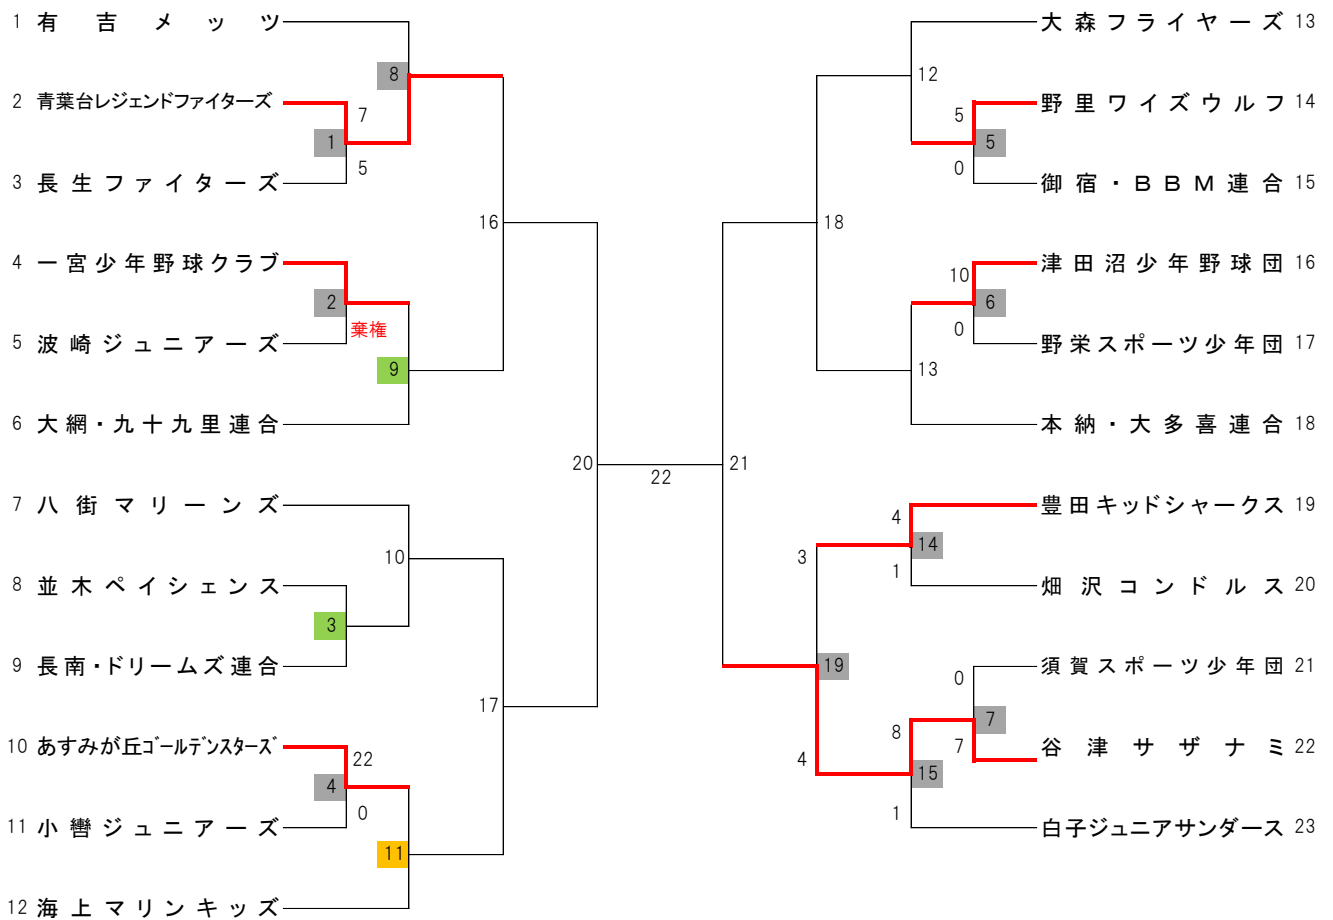 1 有吉メッツ
8
2 青葉台レジェンドファイターズ
7
1
5
3 長生ファイターズ
16
4 一宮少年野球クラブ
2
棄権
5 波崎ジュニアーズ
9
6 大網・九十九里連合
20
22
7 八街マリーンズ
10
8 並木ペイシェンス
3
9 長南・ドリームズ連合
17
10 あすみが丘ゴールデンスターズ
22
4
0
11 小轡ジュニアーズ
11
12 海上マリンキッズ
大森フライヤーズ 13
12
5
野里ワイズウルフ 14
5
0
御宿・BBM連合 15
18
10
津田沼少年野球団 16
6
0
野栄スポーツ少年団 17
13
本納・大多喜連合 18
21
4
豊田キッドシャークス 19
3
14
1
畑沢コンドルス 20
19
0
須賀スポーツ少年団 21
7
8
7
谷津サザナミ 22
4
15
1
白子ジュニアサンダース 23